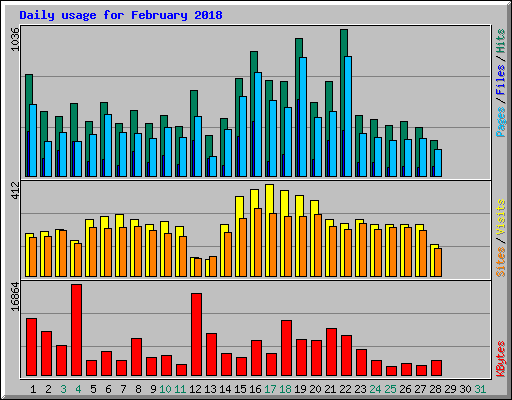 Daily usage for February 2018
1036
Pages / Files / Hits
412
Sites / Visits
16864
KBytes
1 2 3 4 5 6 7 8 9 10 11 12 13 14 15 16 17 18 19 20 21 22 23 24 25 26 27 28 29 30 31